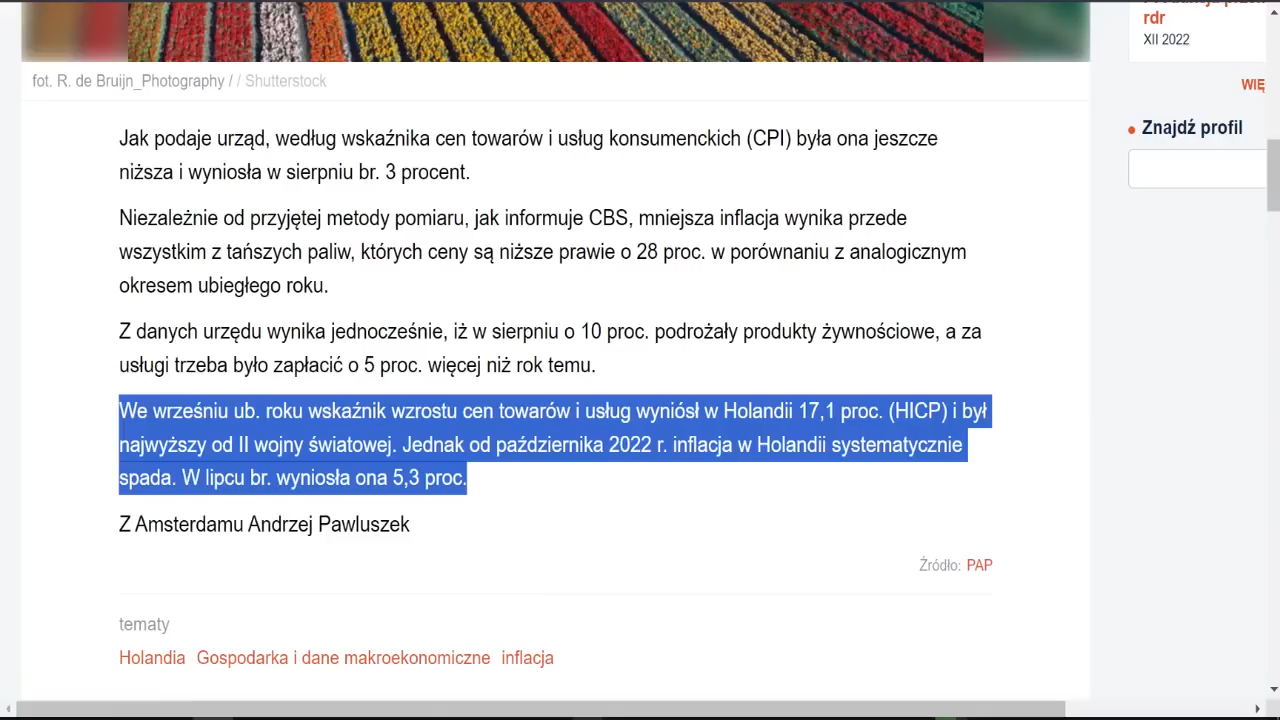 rdr
XII 2022
fot. R. de Bruijn_Photography / / Shutterstock
WIĘ
Znajdź profil
Jak podaje urząd, według wskaźnika cen towarów i usług konsumenckich (CPI) była ona jeszcze
niższa i wyniosła w sierpniu br. 3 procent.
Niezależnie od przyjętej metody pomiaru, jak informuje CBS, mniejsza inflacja wynika przede
wszystkim z tańszych paliw, których ceny są niższe prawie o 28 proc. w porównaniu z analogicznym
okresem ubiegłego roku.
Z danych urzędu wynika jednocześnie, iż w sierpniu o 10 proc. podrożały produkty żywnościowe, a za
usługi trzeba było zapłacić o 5 proc. więcej niż rok temu.
We wrześniu ub. roku wskaźnik wzrostu cen towarów i usług wyniósł w Holandii 17,1 proc. (HICP) i był
najwyższy od II wojny światowej. Jednak od października 2022 r. inflacja w Holandii systematycznie
spada. W lipcu br. wyniosła ona 5,3 proc.
Z Amsterdamu Andrzej Pawluszek
Źródło: PAP
tematy
Holandia Gospodarka i dane makroekonomiczne inflacja